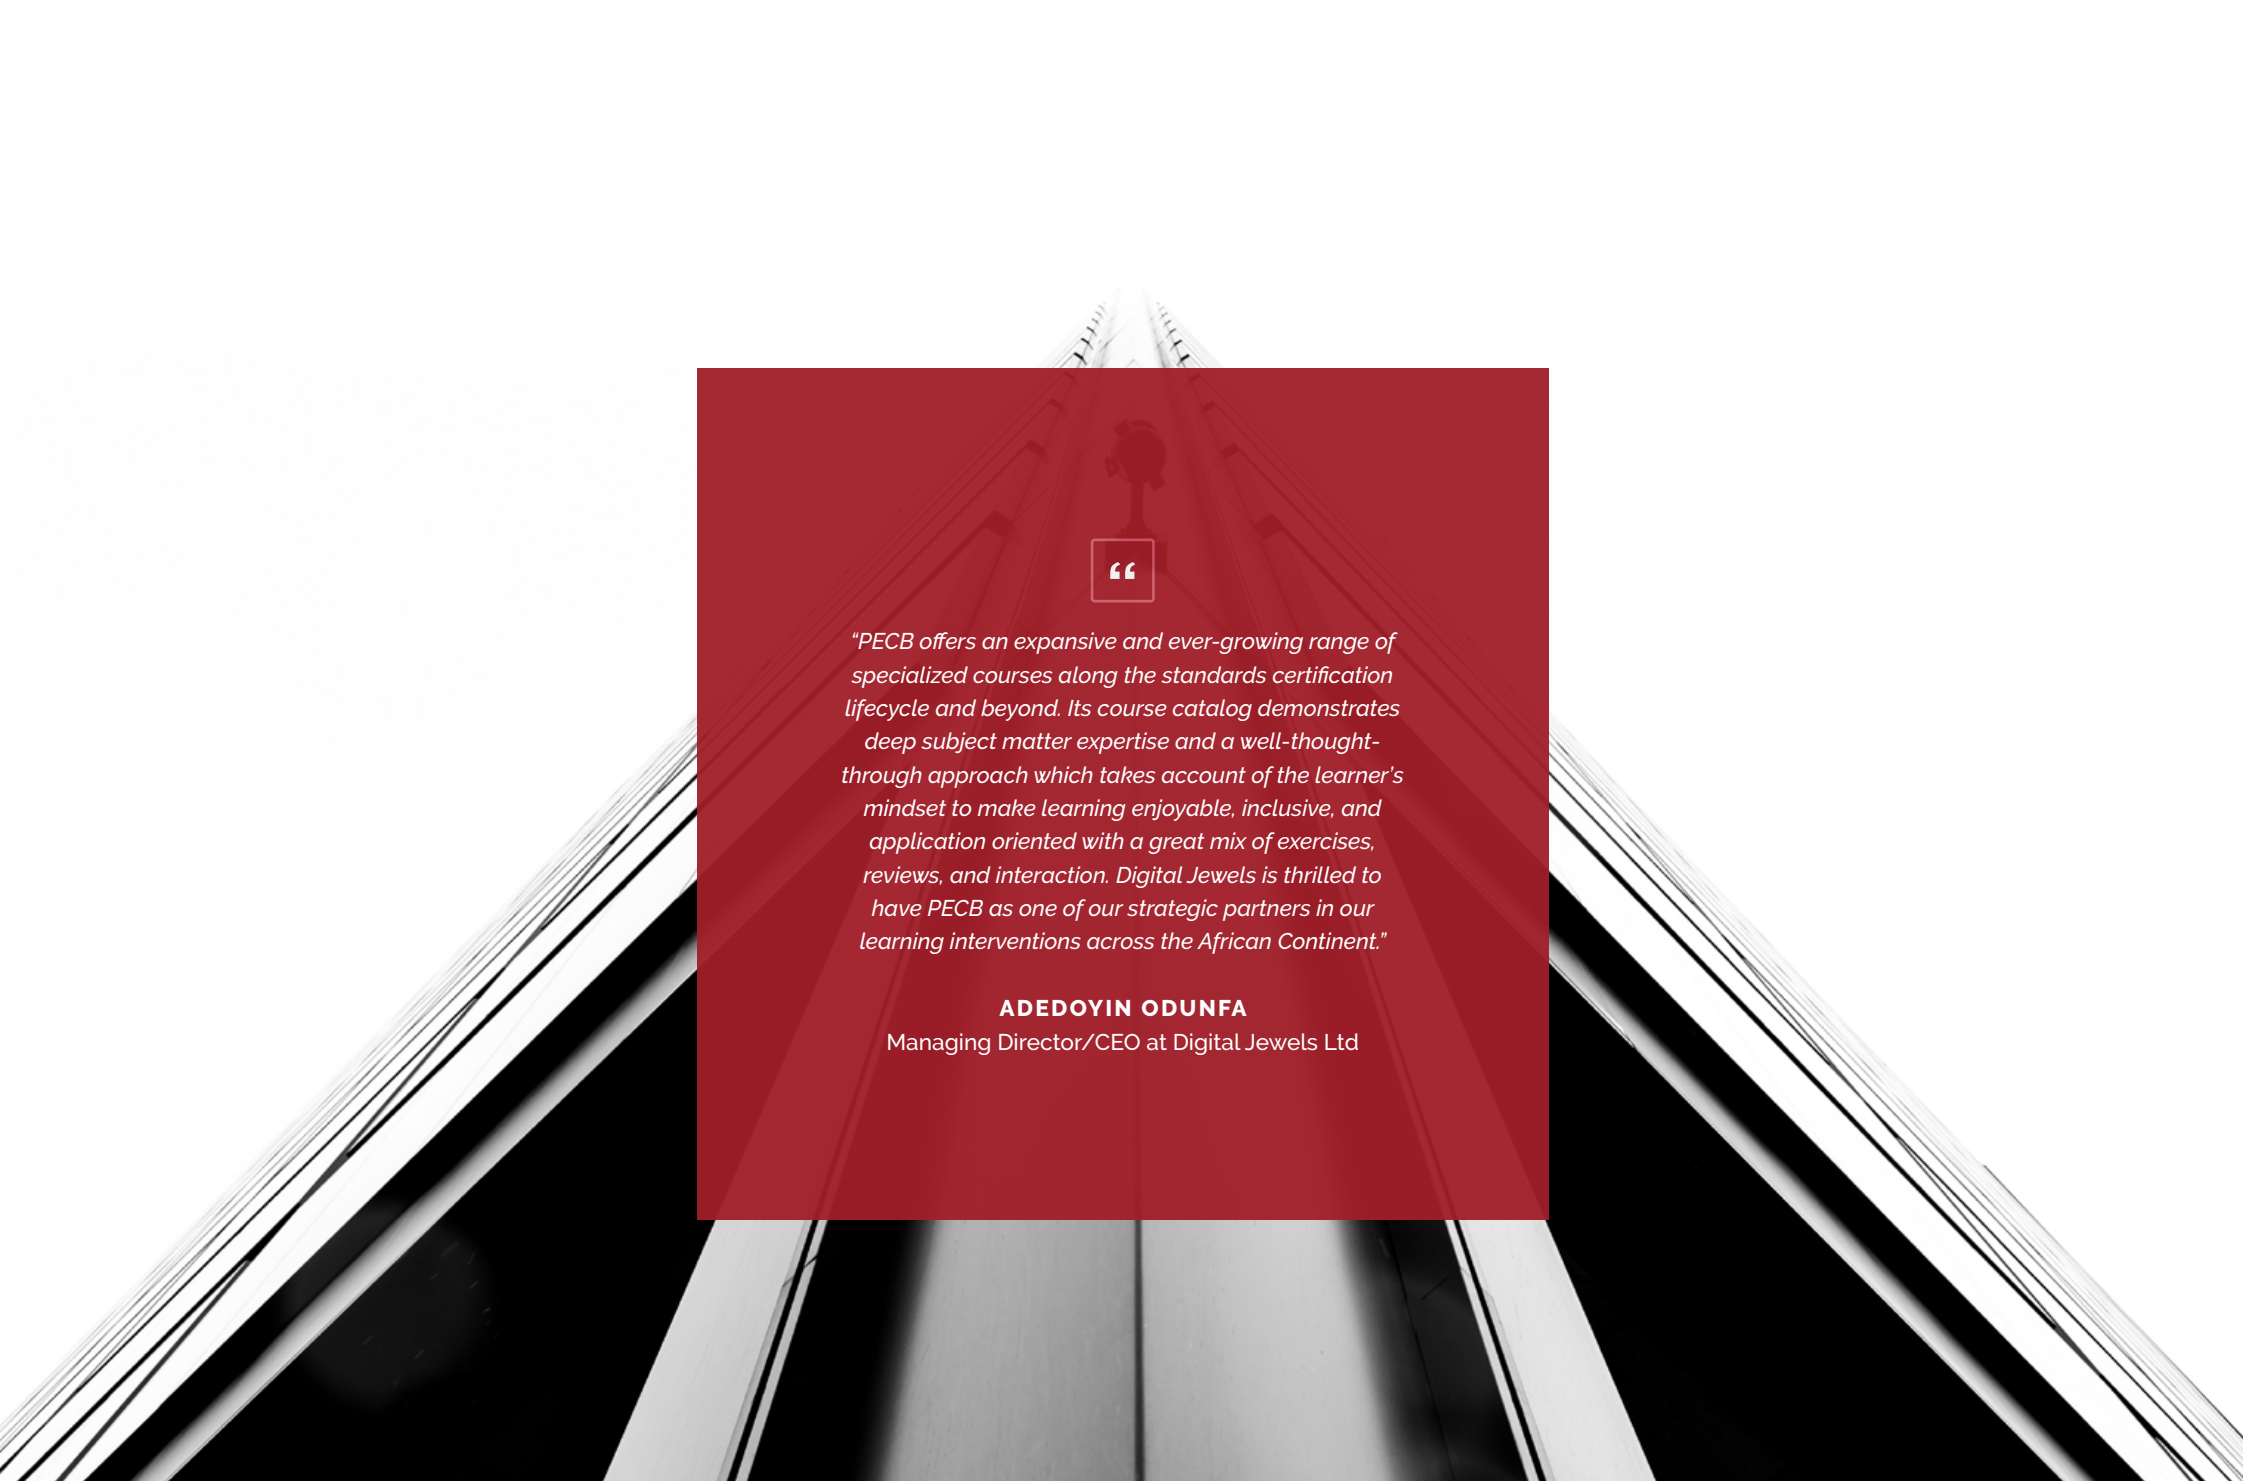 “
“PECB offers an expansive and ever-growing range of
specialized courses along the standards certification
lifecycle and beyond. Its course catalog demonstrates
deep subject matter expertise and a well-thought-
through approach which takes account of the learner’s
mindset to make learning enjoyable, inclusive, and
application oriented with a great mix of exercises,
reviews, and interaction. Digital Jewels is thrilled to
have PECB as one of our strategic partners in our
learning interventions across the African Continent.”
ADEDOYIN ODUNFA
Managing Director/CEO at Digital Jewels Ltd